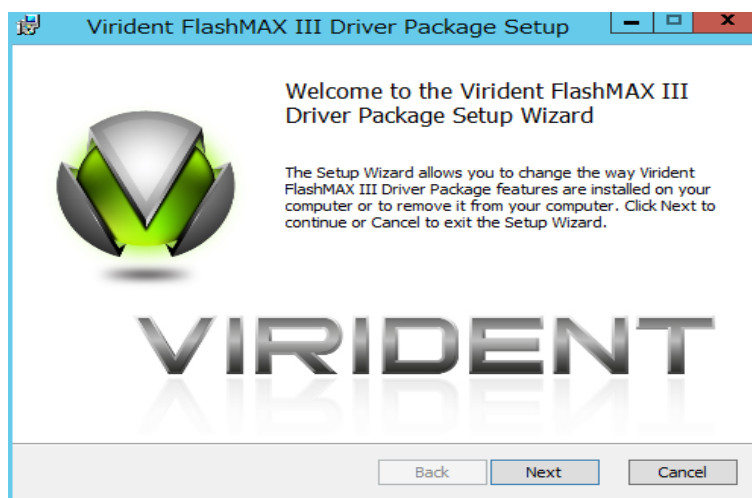 Virident FlashMAX III Driver Package Setup
Welcome to the Virident FlashMAX III
Driver Package Setup Wizard
The Setup Wizard allows you to change the way Virident
FlashMAX III Driver Package features are installed on your
computer or to remove it from your computer. Click Next to
continue or Cancel to exit the Setup Wizard.
VIRIDENT
Back Next Cancel